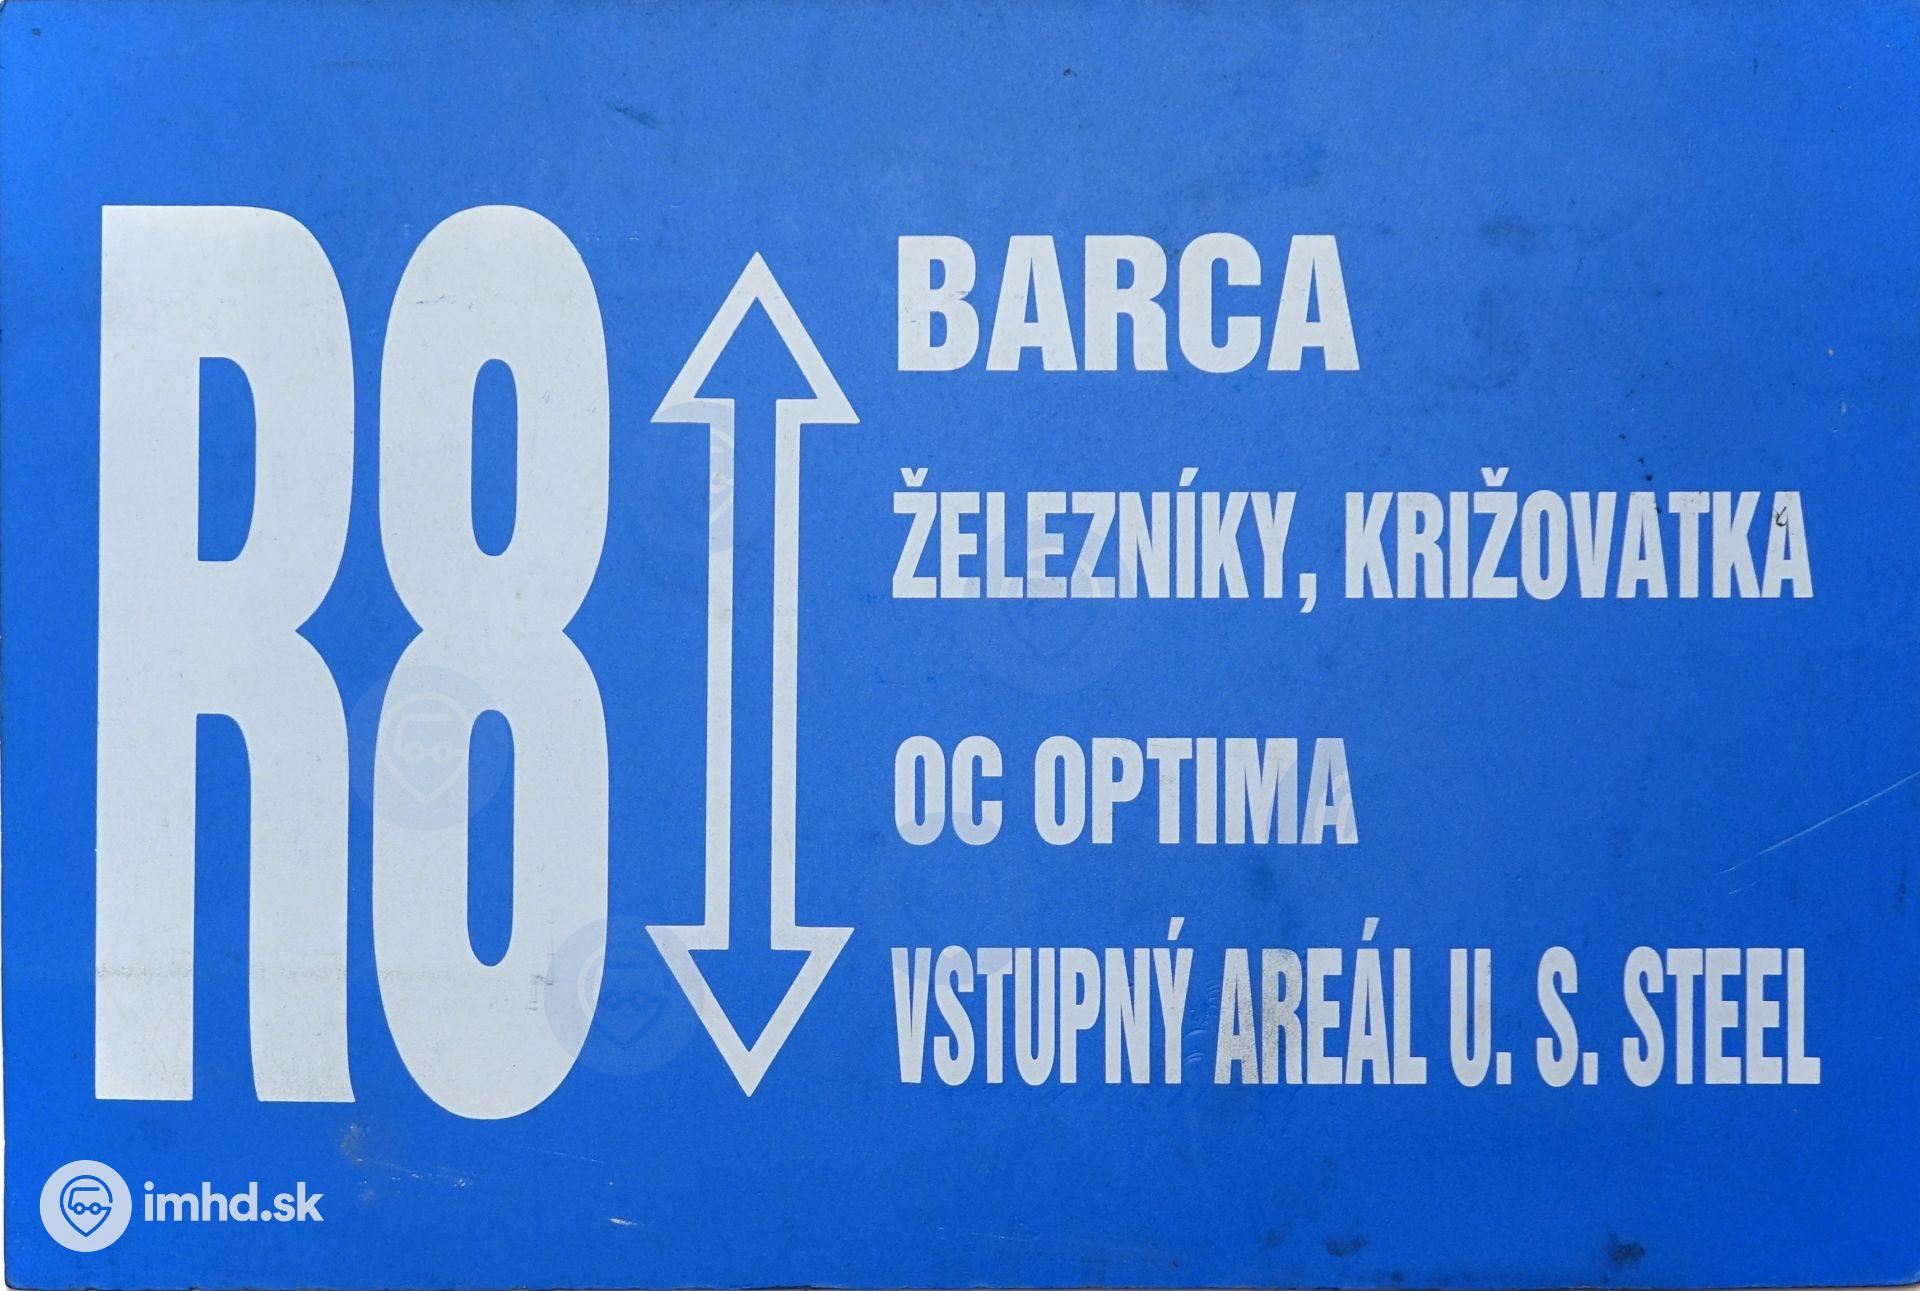 R8
BARCA
ŽELEZNÍKY, KRIŽOVATKA
OC OPTIMA
VSTUPNÝ AREÁL U. S. STEEL
imhd.sk